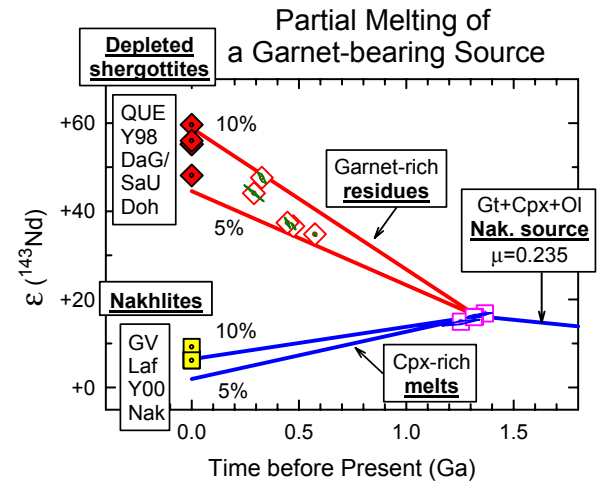 Partial Melting of
a Garnet-bearing Source
Depleted
shergottites
QUE
Y98
DaG/
SaU
Doh
10%
5%
Garnet-rich
residues
Gt+Cpx+Ol
Nak. source
μ=0.235
Nakhlites
GV
Laf
Y00
Nak
10%
5%
Cpx-rich
melts
ε (¹⁴³Nd)
+60
+40
+20
+0
0.0 0.5 1.0 1.5
Time before Present (Ga)